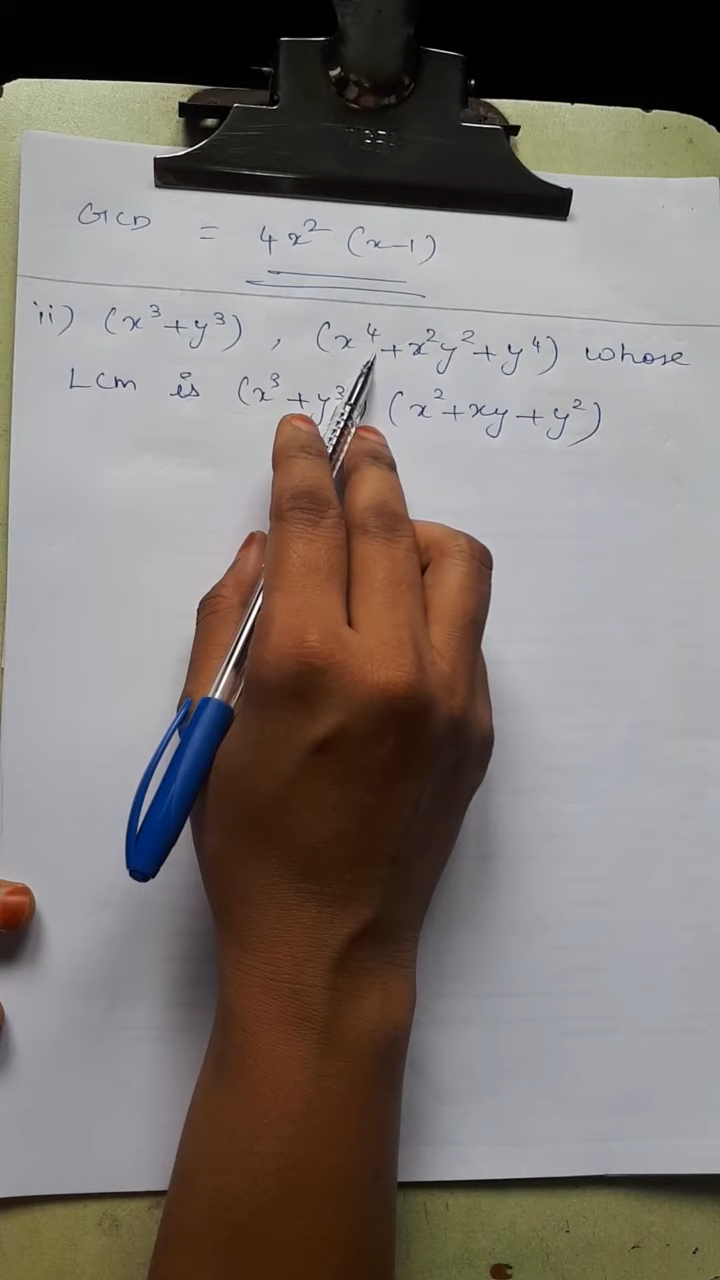 GCD = 4x² (x-1)
ii) (x³+y³) , (x⁴+x²y²+y⁴) whose
LCM is (x³+y³ (x²+xy+y²)